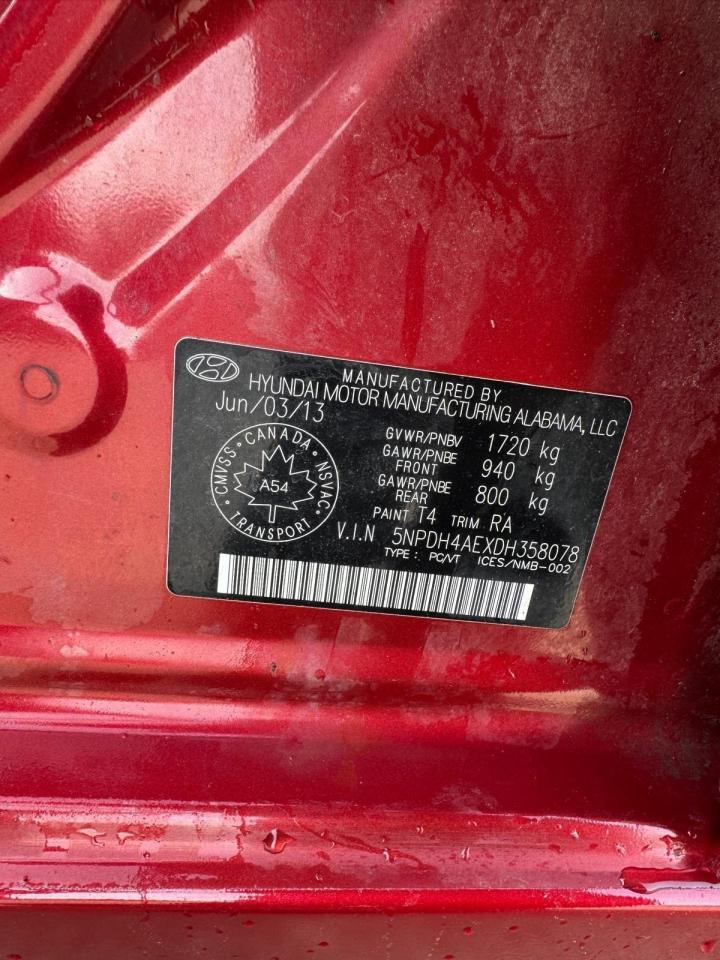 MANUFACTURED BY
HYUNDAI MOTOR MANUFACTURING ALABAMA, LLC
Jun/03/13
GVWR/PNBV 1720 kg
GAWR/PNBE FRONT 940 kg
GAWR/PNBE REAR 800 kg
PAINT T4 TRIM RA
V.I.N 5NPDH4AEXDH358078
TYPE : PC/VT ICES/NMB-002
CMVSS • CANADA • NSVAC • TRANSPORT •
A54